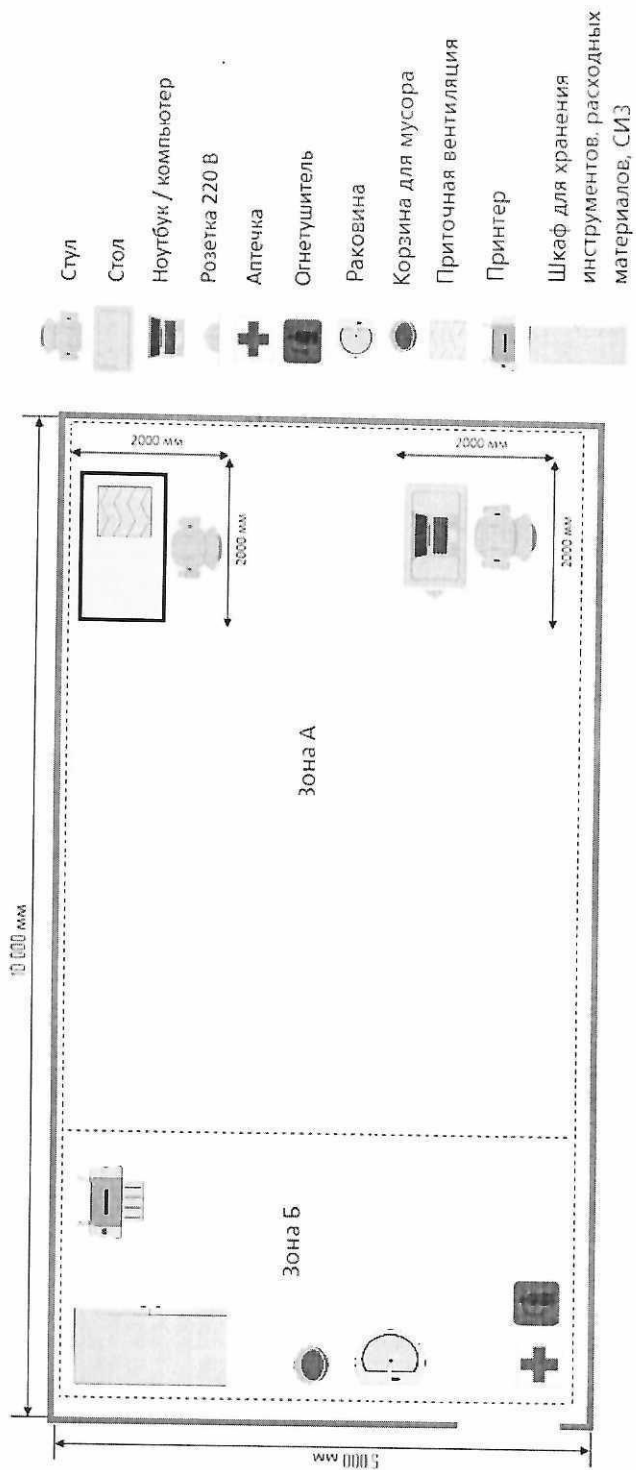 10 000 мм
5 000 мм
Зона Б
Зона А
2000 мм
2000 мм
2000 мм
2000 мм
Стул
Стол
Ноутбук / компьютер
Розетка 220 В
Аптечка
Огнетушитель
Раковина
Корзина для мусора
Приточная вентиляция
Принтер
Шкаф для хранения
инструментов, расходных
материалов, СИЗ